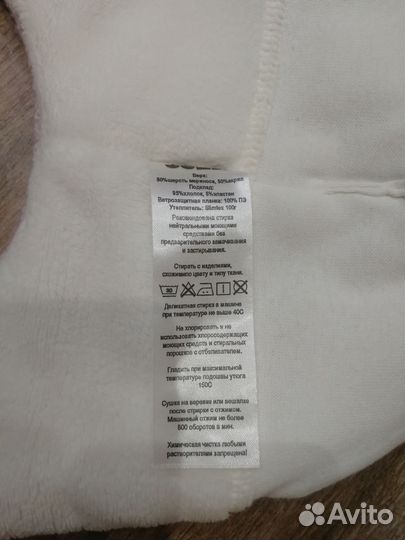 Верх:
50%шерсть мериноса, 50%акрил
Подклад:
95%хлопок, 5%эластан
Ветрозащитная пленка: 100% ПЭ
Утеплитель: Slimtex 100г
Рекомендована стирка
нейтральными моющими
средствами без
предварительного замачивания
и застирывания.
Стирать с изделиями,
схожими по цвету и типу ткани.
30
Деликатная стирка в машине
при температуре не выше 40С
Не хлорировать и не
использовать хлоросодержащих
моющих средств и стиральных
порошков с отбеливателем.
Гладить при максимальной
температуре подошвы утюга
150С
Сушка на веревке или вешалке
после стирки с отжимом.
Машинный отжим не более
800 оборотов в мин.
Химическая чистка любыми
растворителями запрещена!
Avito